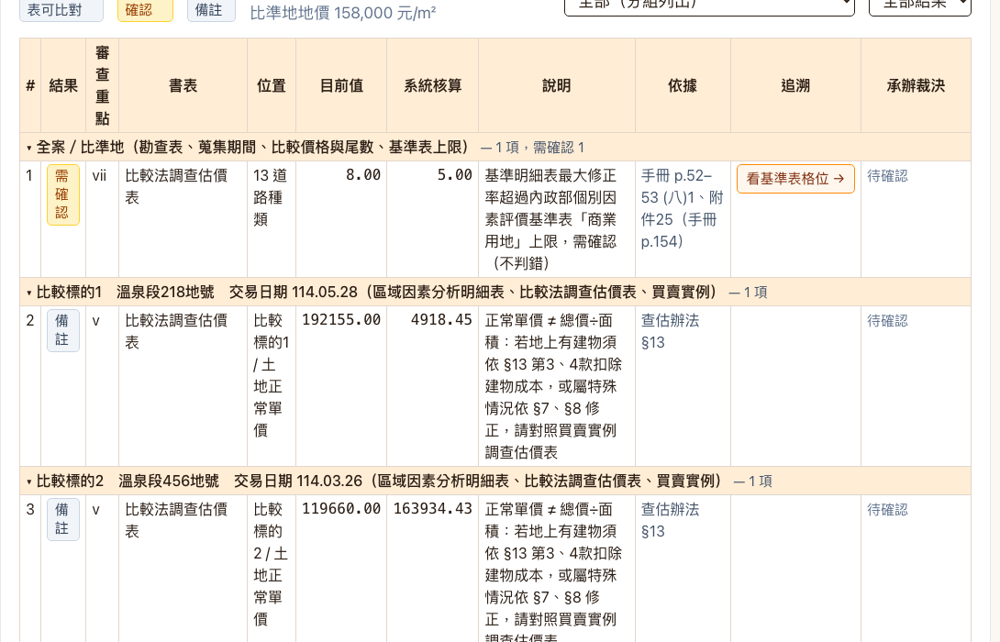 表可比對 確認 備註 比準地地價 158,000 元/m² 全部（分組列出） 全部結果
# 結果 審查重點 書表 位置 目前值 系統核算 說明 依據 追溯 承辦裁決
▾ 全案 / 比準地（勘查表、蒐集期間、比較價格與尾數、基準表上限） — 1 項，需確認 1
1 需確認 vii 比較法調查估價表 13 道路種類 8.00 5.00 基準明細表最大修正率超過內政部個別因素評價基準表「商業用地」上限，需確認（不判錯） 手冊 p.52–53 (八)1、附件25（手冊 p.154） 看基準表格位 → 待確認
▾ 比較標的1 溫泉段218地號 交易日期 114.05.28（區域因素分析明細表、比較法調查估價表、買賣實例） — 1 項
2 備註 v 比較法調查估價表 比較標的1 / 土地正常單價 192155.00 4918.45 正常單價 ≠ 總價÷面積：若地上有建物須依 §13 第3、4款扣除建物成本，或屬特殊情況依 §7、§8 修正，請對照買賣實例調查估價表 查估辦法 §13 待確認
▾ 比較標的2 溫泉段456地號 交易日期 114.03.26（區域因素分析明細表、比較法調查估價表、買賣實例） — 1 項
3 備註 v 比較法調查估價表 比較標的2 / 土地正常單價 119660.00 163934.43 正常單價 ≠ 總價÷面積：若地上有建物須依 §13 第3、4款扣除建物成本，或屬特殊情況依 §7、§8 修正，請對照買賣實例調查估價表 查估辦法 §13 待確認